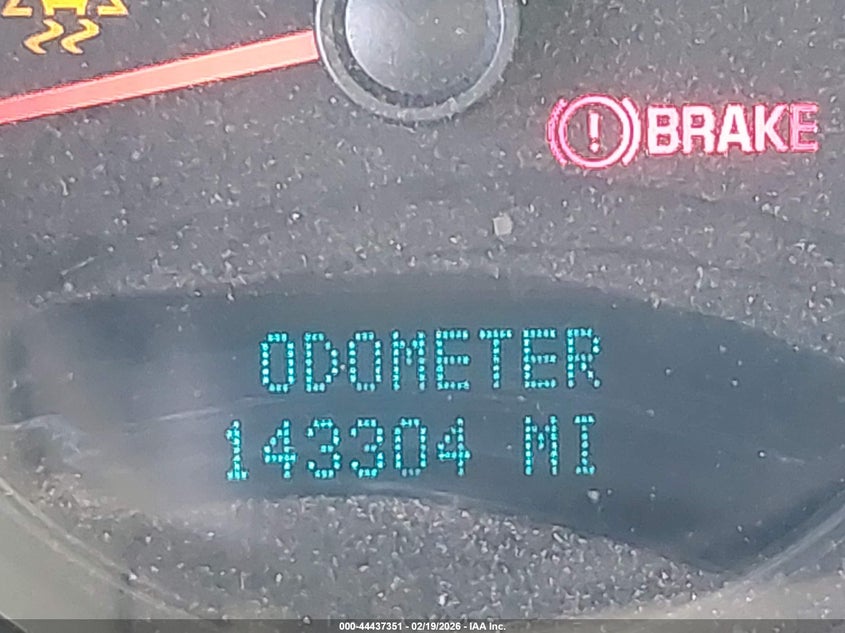 BRAKE
ODOMETER
143304 MI
000-44437351 - 02/19/2026 - IAA Inc.